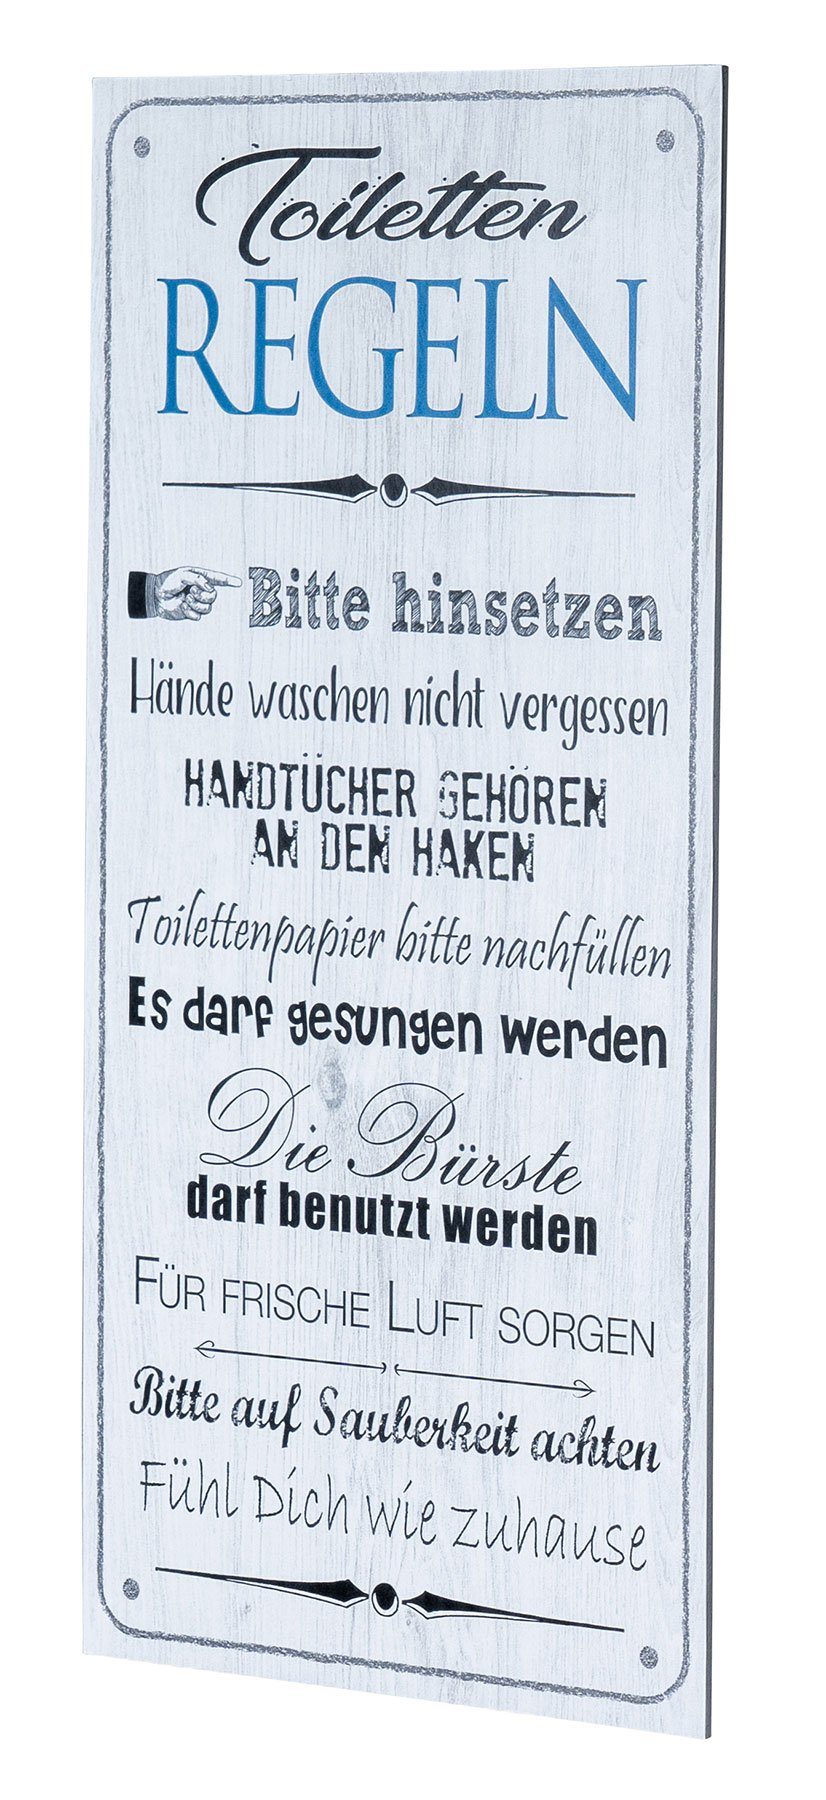 Toiletten
REGELN
Bitte hinsetzen
Hände waschen nicht vergessen
HANDTÜCHER GEHÖREN
AN DEN HAKEN
Toilettenpapier bitte nachfüllen
Es darf gesungen werden
Die Bürste
darf benutzt werden
FÜR FRISCHE LUFT SORGEN
Bitte auf Sauberkeit achten
Fühl Dich wie zuhause